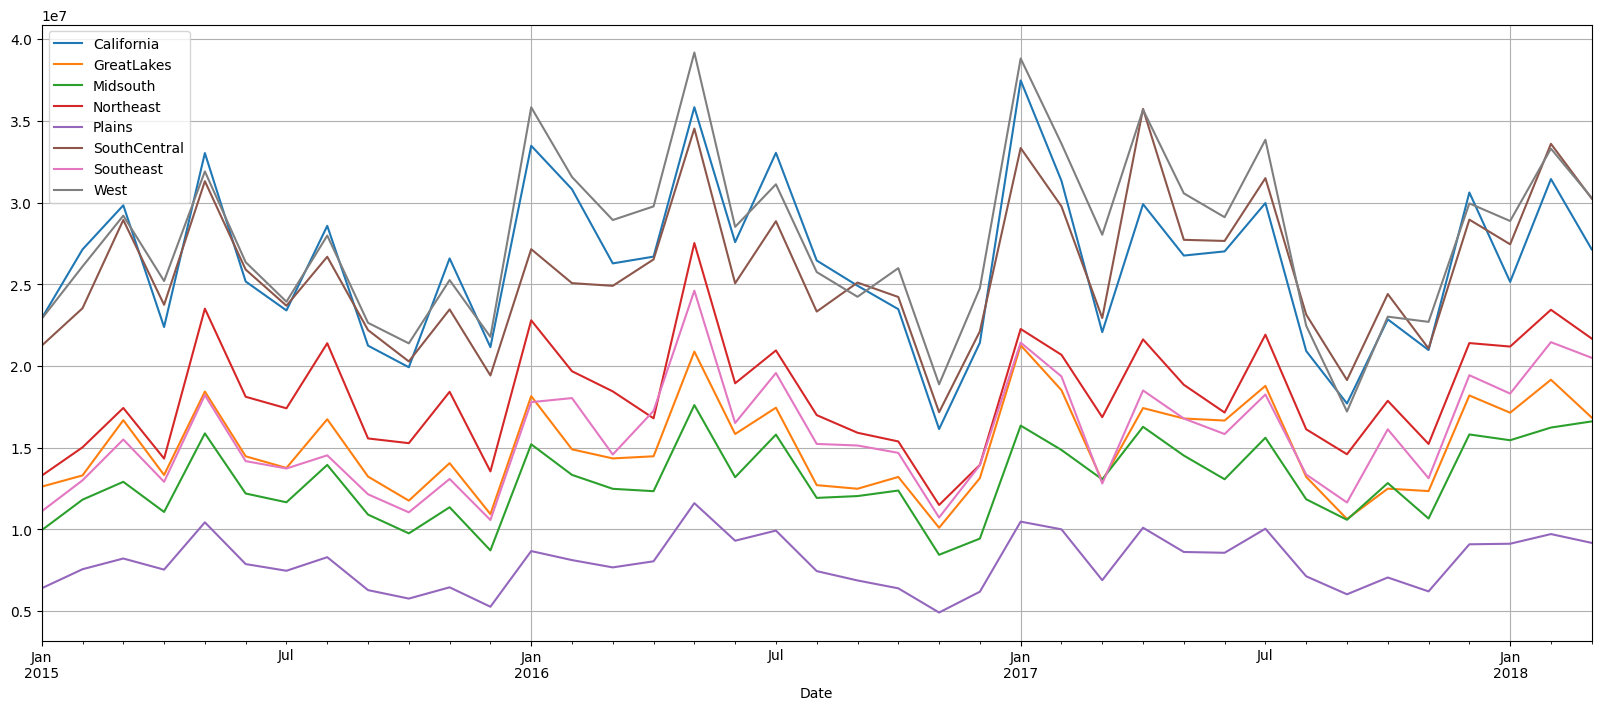 1e7
4.0
3.5
3.0
2.5
2.0
1.5
1.0
0.5
California
GreatLakes
Midsouth
Northeast
Plains
SouthCentral
Southeast
West
Jan Jul Jan Jul Jan Jul Jan
2015 2016 2017 2018
Date